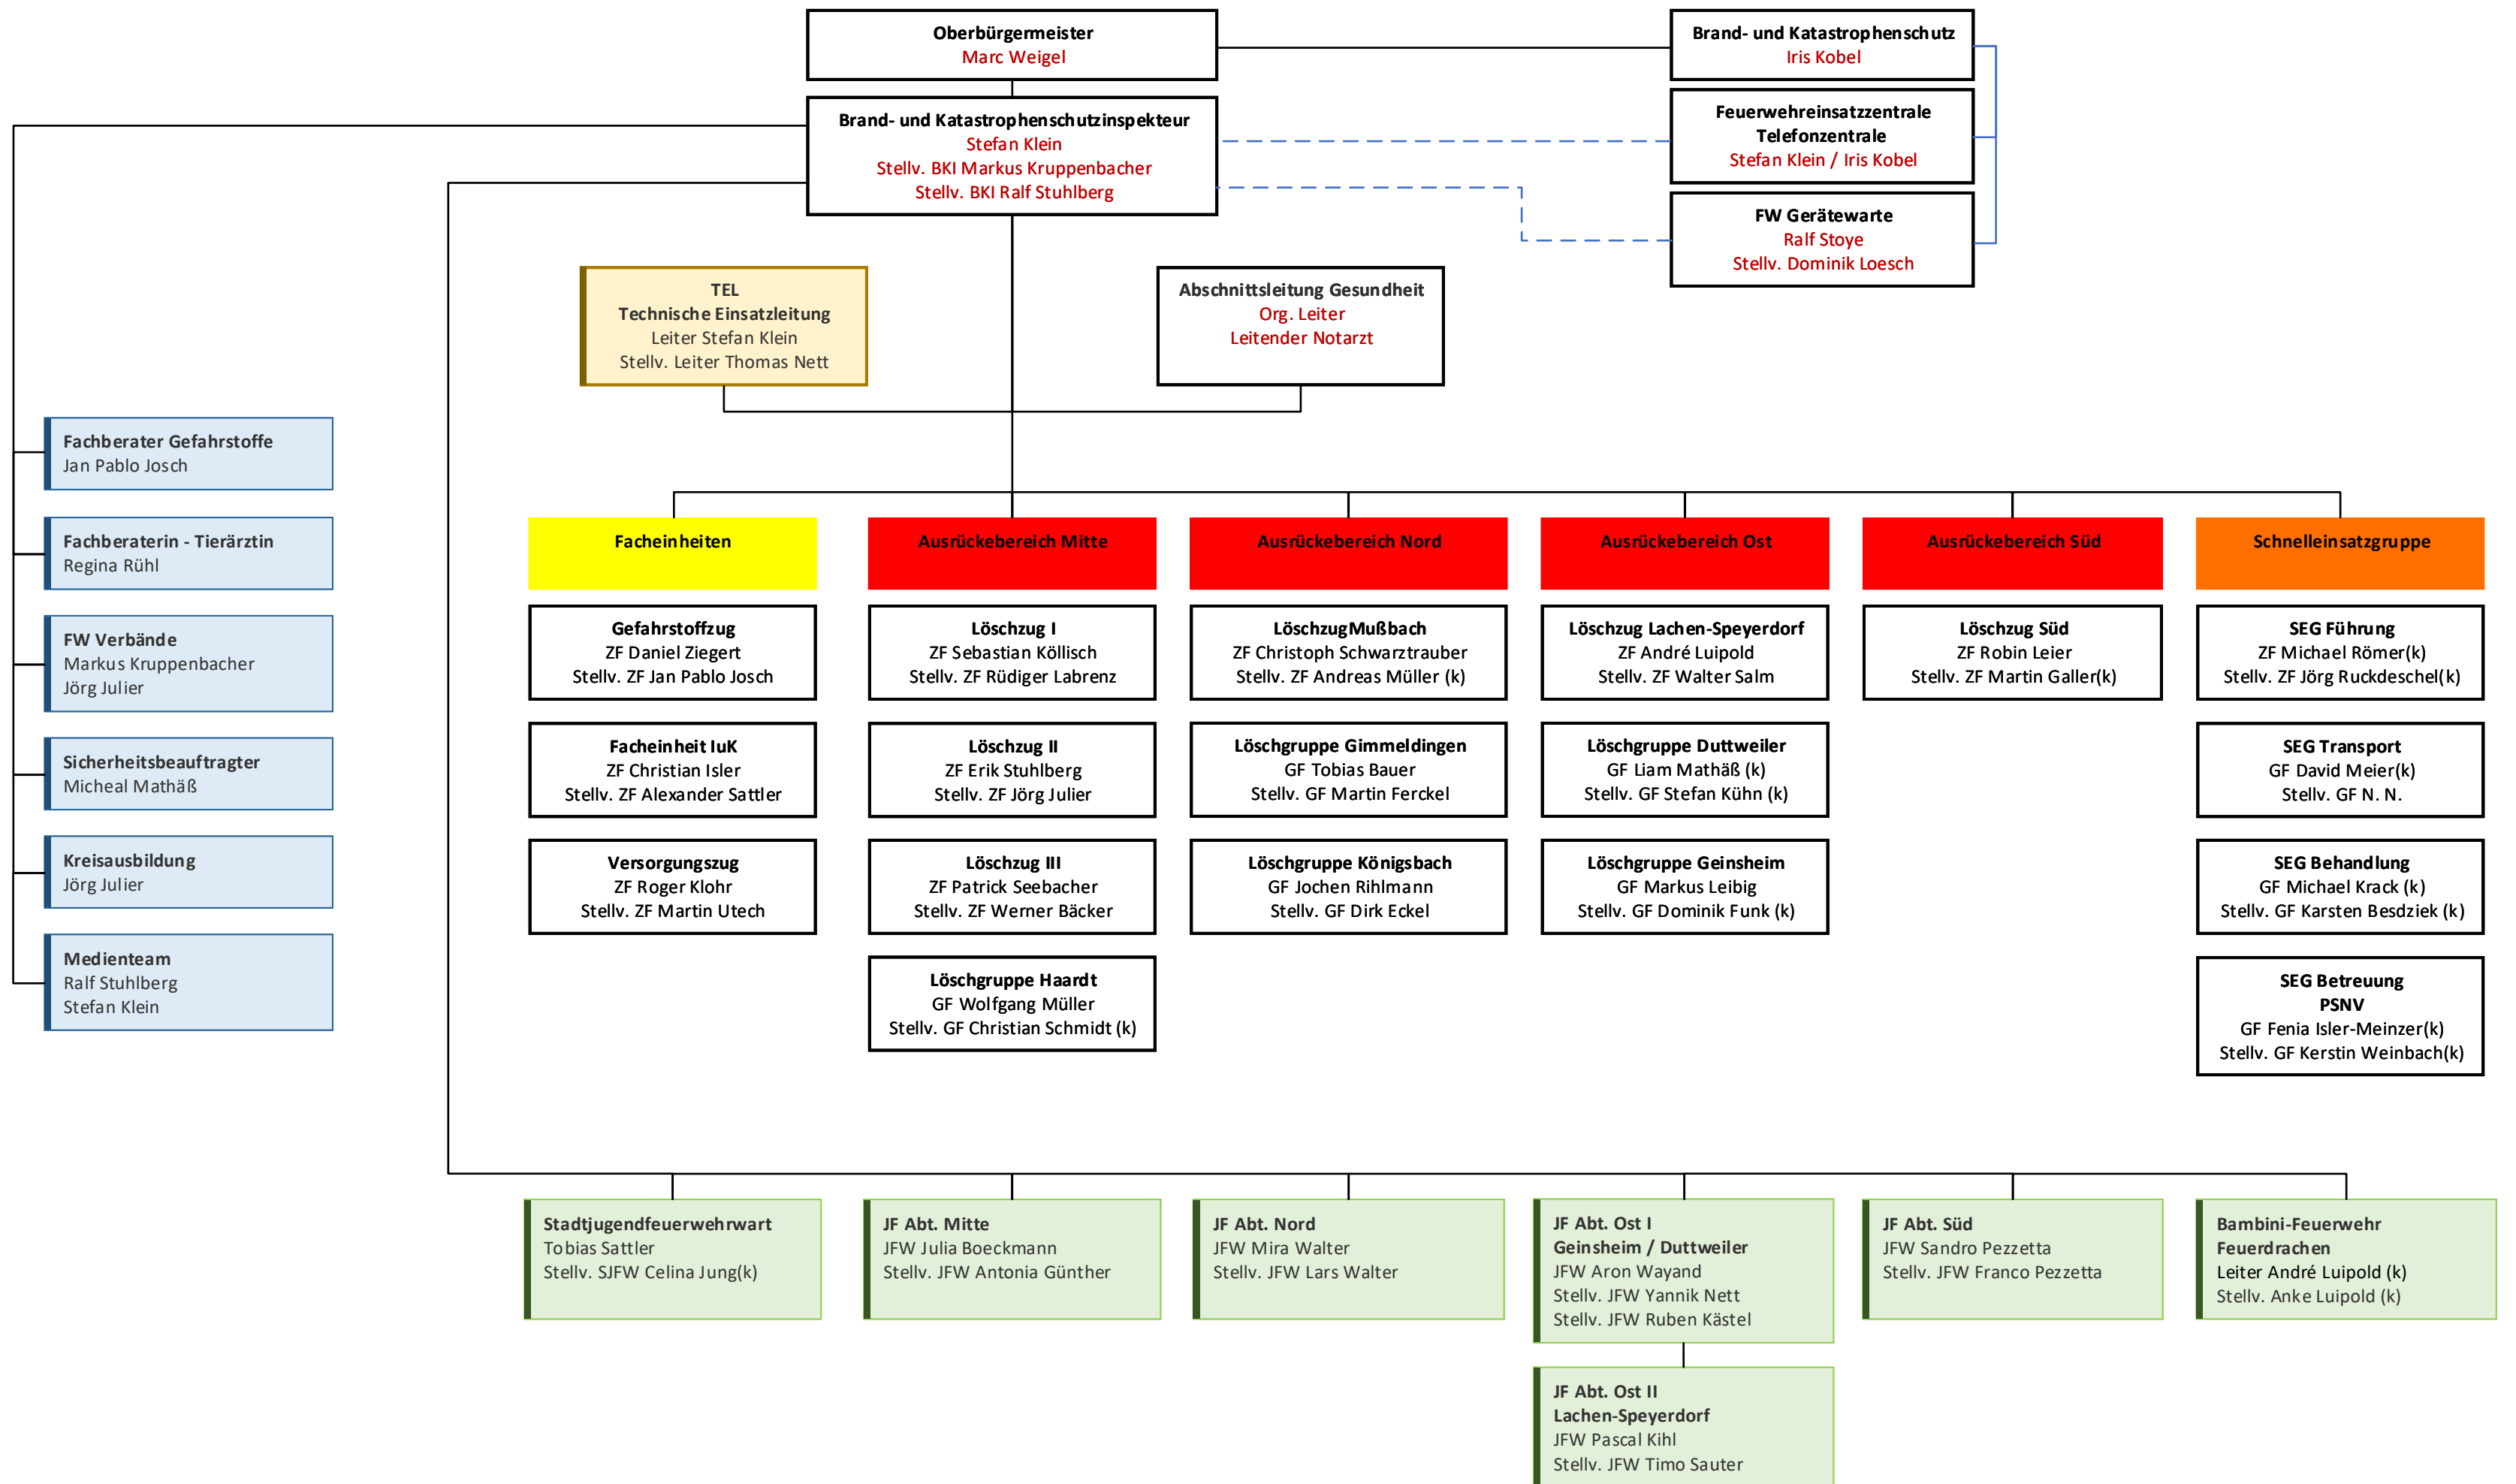 Oberbürgermeister
Marc Weigel
Brand- und Katastrophenschutz
Iris Kobel
Brand- und Katastrophenschutzinspekteur
Stefan Klein
Stellv. BKI Markus Kruppenbacher
Stellv. BKI Ralf Stuhlberg
Feuerwehreinsatzzentrale
Telefonzentrale
Stefan Klein / Iris Kobel
FW Gerätewarte
Ralf Stoye
Stellv. Dominik Loesch
TEL
Technische Einsatzleitung
Leiter Stefan Klein
Stellv. Leiter Thomas Nett
Abschnittsleitung Gesundheit
Org. Leiter
Leitender Notarzt
Fachberater Gefahrstoffe
Jan Pablo Josch
Fachberaterin - Tierärztin
Regina Rühl
FW Verbände
Markus Kruppenbacher
Jörg Julier
Sicherheitsbeauftragter
Micheal Mathäß
Kreisausbildung
Jörg Julier
Medienteam
Ralf Stuhlberg
Stefan Klein
Facheinheiten
Gefahrstoffzug
ZF Daniel Ziegert
Stellv. ZF Jan Pablo Josch
Facheinheit IuK
ZF Christian Isler
Stellv. ZF Alexander Sattler
Versorgungszug
ZF Roger Klohr
Stellv. ZF Martin Utech
Ausrückebereich Mitte
Löschzug I
ZF Sebastian Köllisch
Stellv. ZF Rüdiger Labrenz
Löschzug II
ZF Erik Stuhlberg
Stellv. ZF Jörg Julier
Löschzug III
ZF Patrick Seebacher
Stellv. ZF Werner Bäcker
Löschgruppe Haardt
GF Wolfgang Müller
Stellv. GF Christian Schmidt (k)
Ausrückebereich Nord
LöschzugMußbach
ZF Christoph Schwarztrauber
Stellv. ZF Andreas Müller (k)
Löschgruppe Gimmeldingen
GF Tobias Bauer
Stellv. GF Martin Ferckel
Löschgruppe Königsbach
GF Jochen Rihlmann
Stellv. GF Dirk Eckel
Ausrückebereich Ost
Löschzug Lachen-Speyerdorf
ZF André Luipold
Stellv. ZF Walter Salm
Löschgruppe Duttweiler
GF Liam Mathäß (k)
Stellv. GF Stefan Kühn (k)
Löschgruppe Geinsheim
GF Markus Leibig
Stellv. GF Dominik Funk (k)
Ausrückebereich Süd
Löschzug Süd
ZF Robin Leier
Stellv. ZF Martin Galler(k)
Schnelleinsatzgruppe
SEG Führung
ZF Michael Römer(k)
Stellv. ZF Jörg Ruckdeschel(k)
SEG Transport
GF David Meier(k)
Stellv. GF N. N.
SEG Behandlung
GF Michael Krack (k)
Stellv. GF Karsten Besdziek (k)
SEG Betreuung
PSNV
GF Fenia Isler-Meinzer(k)
Stellv. GF Kerstin Weinbach(k)
Stadtjugendfeuerwehrwart
Tobias Sattler
Stellv. SJFW Celina Jung(k)
JF Abt. Mitte
JFW Julia Boeckmann
Stellv. JFW Antonia Günther
JF Abt. Nord
JFW Mira Walter
Stellv. JFW Lars Walter
JF Abt. Ost I
Geinsheim / Duttweiler
JFW Aron Wayand
Stellv. JFW Yannik Nett
Stellv. JFW Ruben Kästel
JF Abt. Ost II
Lachen-Speyerdorf
JFW Pascal Kihl
Stellv. JFW Timo Sauter
JF Abt. Süd
JFW Sandro Pezzetta
Stellv. JFW Franco Pezzetta
Bambini-Feuerwehr
Feuerdrachen
Leiter André Luipold (k)
Stellv. Anke Luipold (k)